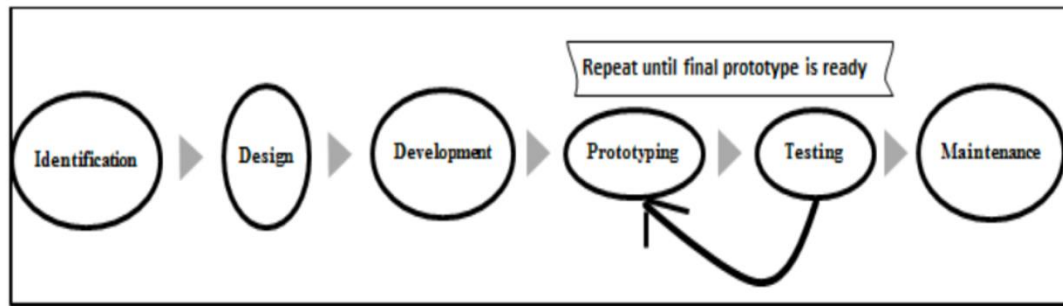 Repeat until final prototype is ready
Identification
Design
Development
Prototyping
Testing
Maintenance